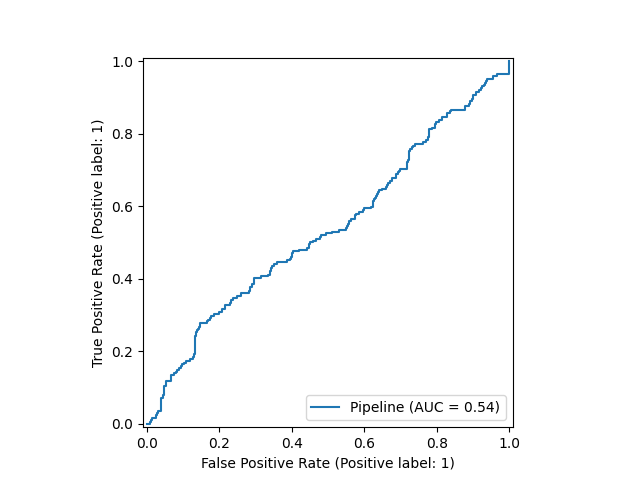 1.0
0.8
0.6
0.4
0.2
0.0
True Positive Rate (Positive label: 1)
Pipeline (AUC = 0.54)
0.0 0.2 0.4 0.6 0.8 1.0
False Positive Rate (Positive label: 1)